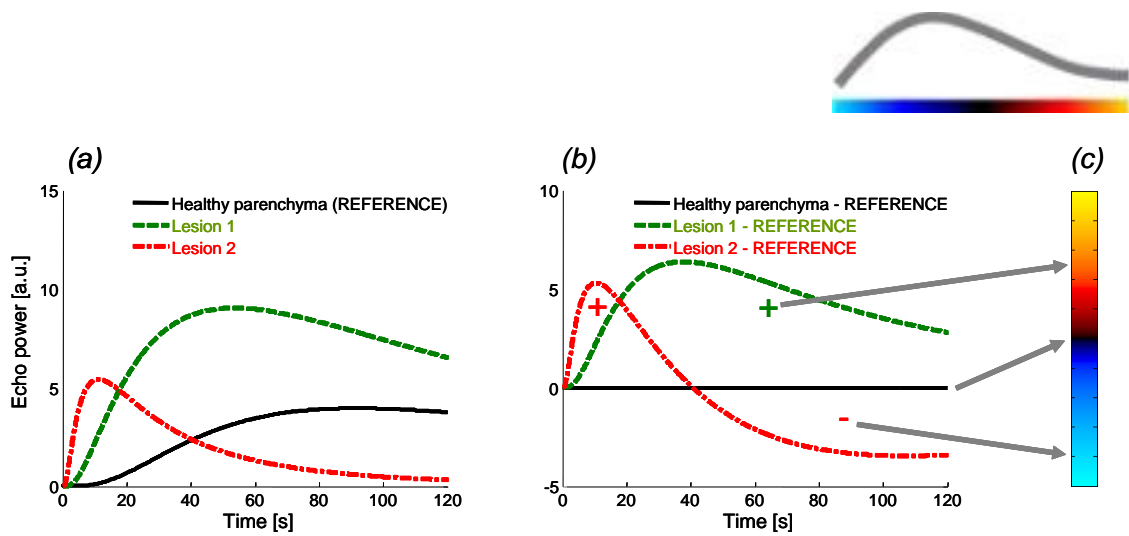 (a)
15
10
5
0
0 20 40 60 80 100 120
Echo power [a.u.]
Time [s]
Healthy parenchyma (REFERENCE)
Lesion 1
Lesion 2
(b)
10
5
0
-5
0 20 40 60 80 100 120
Time [s]
Healthy parenchyma - REFERENCE
Lesion 1 - REFERENCE
Lesion 2 - REFERENCE
+
+
-
(c)